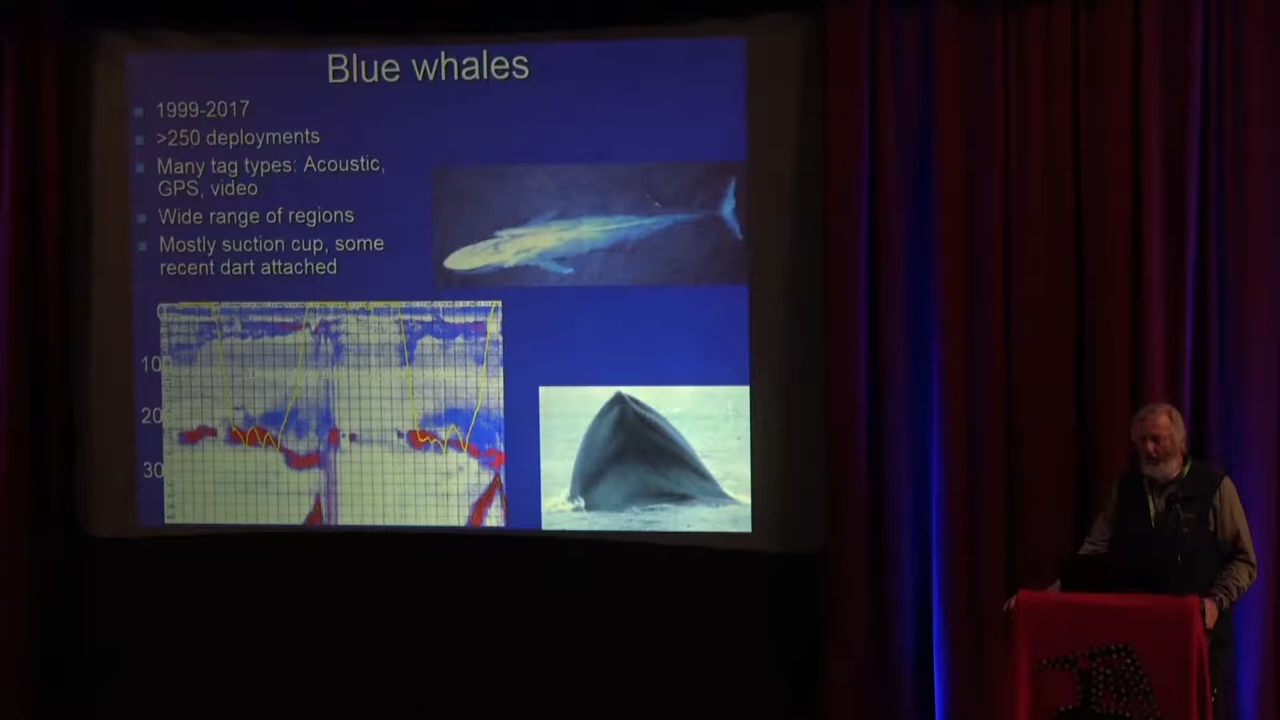 Blue whales
1999-2017
>250 deployments
Many tag types: Acoustic,
GPS, video
Wide range of regions
Mostly suction cup, some
recent dart attached
0
100
20
30